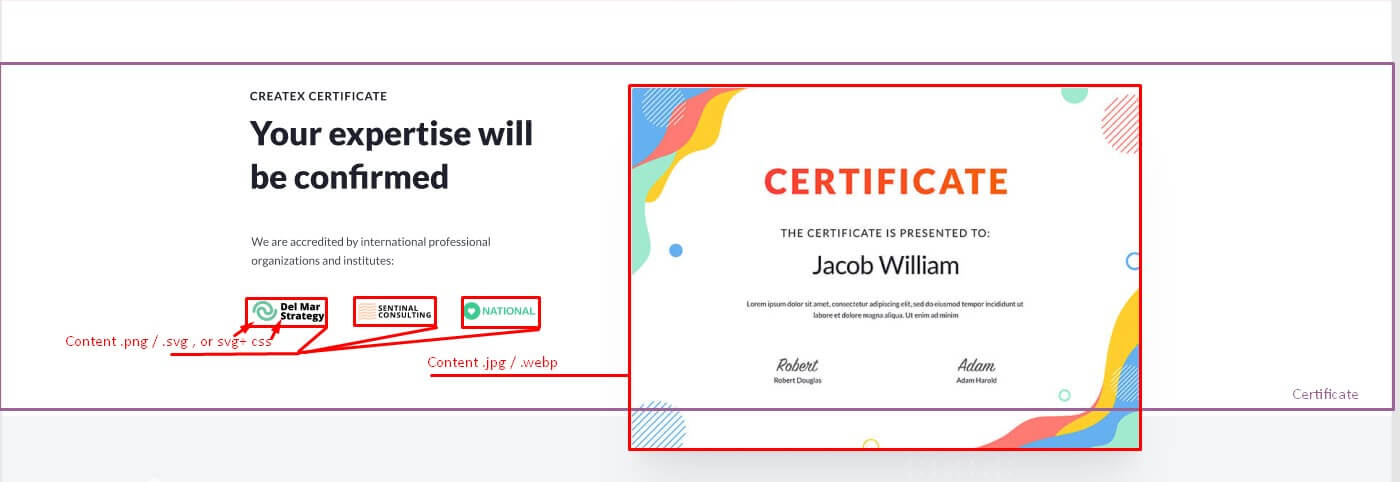 CREATEX CERTIFICATE
Your expertise will
be confirmed
We are accredited by international professional
organizations and institutes:
Del Mar
Strategy
SENTINAL
CONSULTING
NATIONAL
Content .png / .svg , or svg+ css
Content .jpg / .webp
CERTIFICATE
THE CERTIFICATE IS PRESENTED TO:
Jacob William
Lorem ipsum dolor sit amet, consectetur adipiscing elit, sed do eiusmod tempor incididunt ut
labore et dolore magna aliqua. Ut enim ad minim
Robert
Robert Douglas
Adam
Adam Harold
Certificate